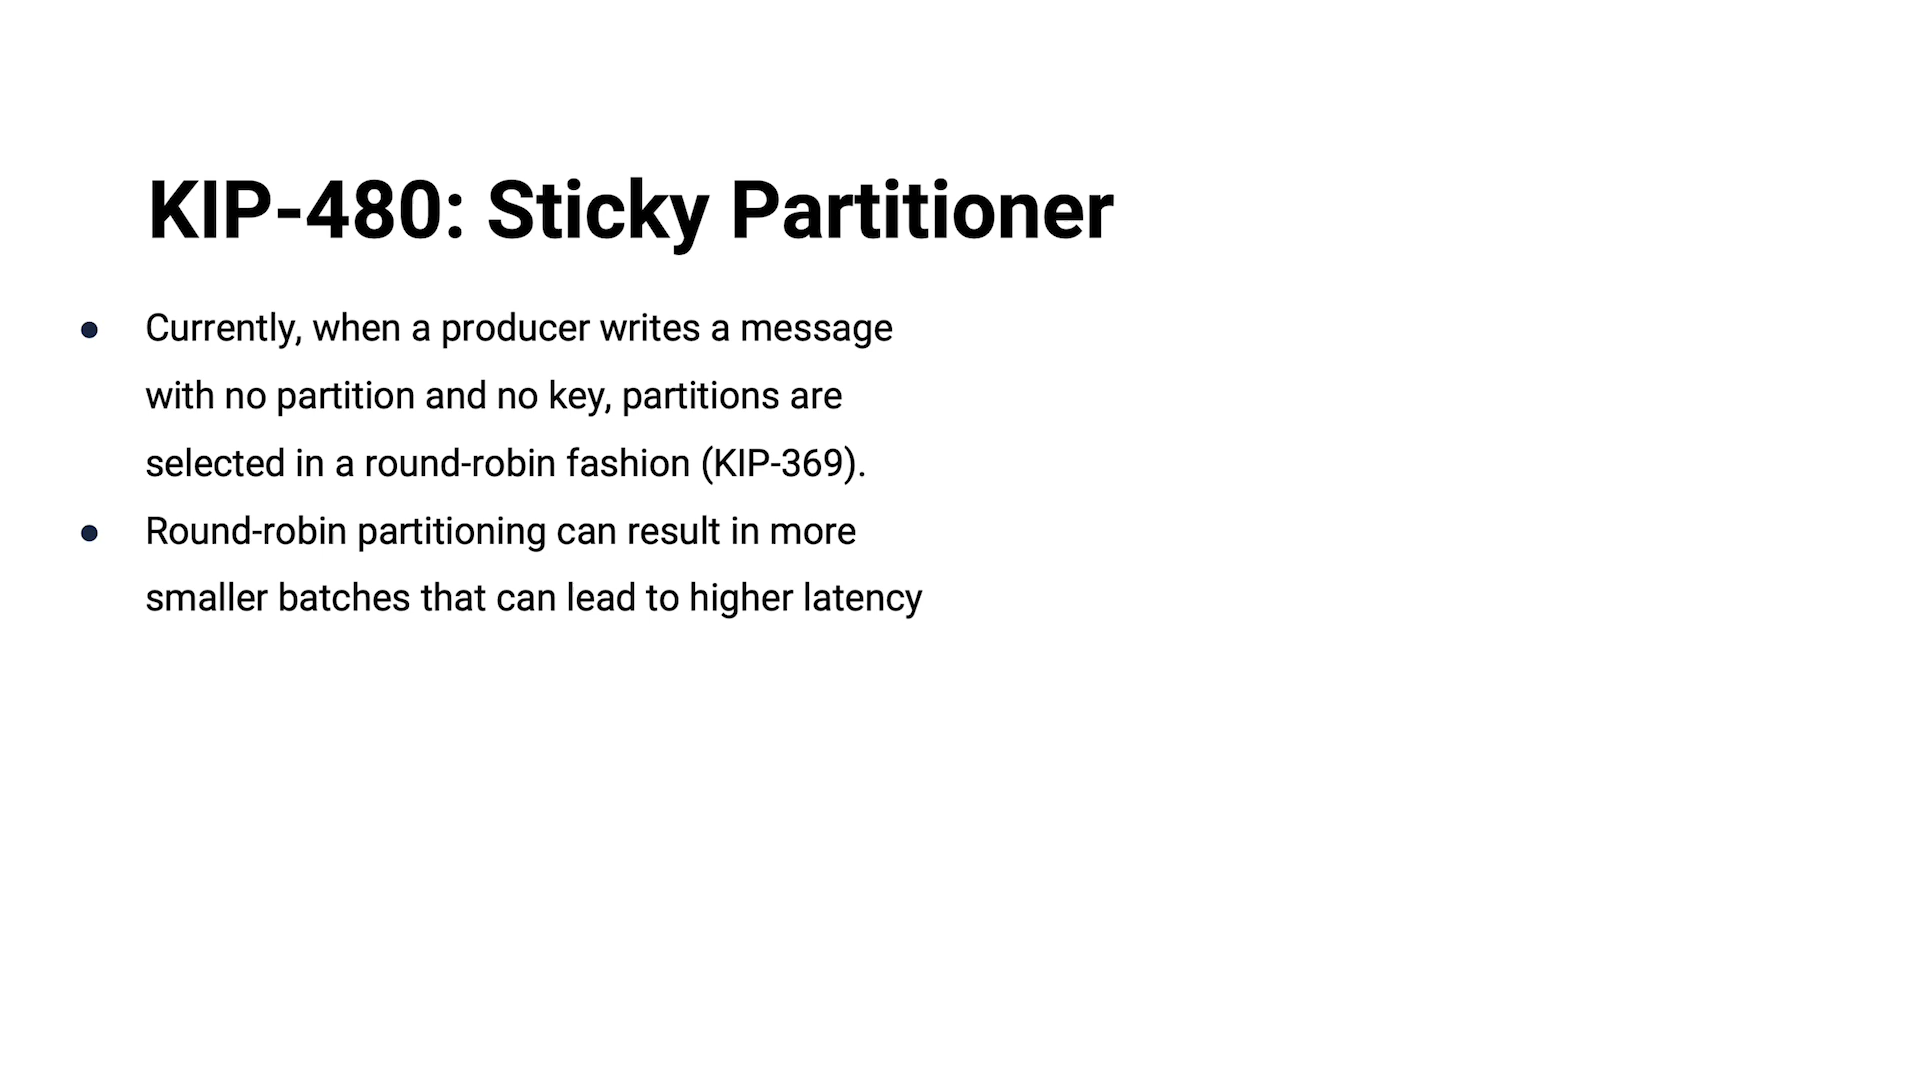 KIP-480: Sticky Partitioner
● Currently, when a producer writes a message
with no partition and no key, partitions are
selected in a round-robin fashion (KIP-369).
● Round-robin partitioning can result in more
smaller batches that can lead to higher latency